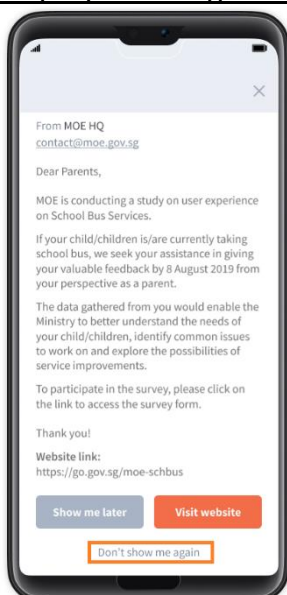 From MOE HQ
contact@moe.gov.sg
Dear Parents,
MOE is conducting a study on user experience
on School Bus Services.
If your child/children is/are currently taking
school bus, we seek your assistance in giving
your valuable feedback by 8 August 2019 from
your perspective as a parent.
The data gathered from you would enable the
Ministry to better understand the needs of
your child/children, identify common issues
to work on and explore the possibilities of
service improvements.
To participate in the survey, please click on
the link to access the survey form.
Thank you!
Website link:
https://go.gov.sg/moe-schbus
Show me later Visit website
Don't show me again